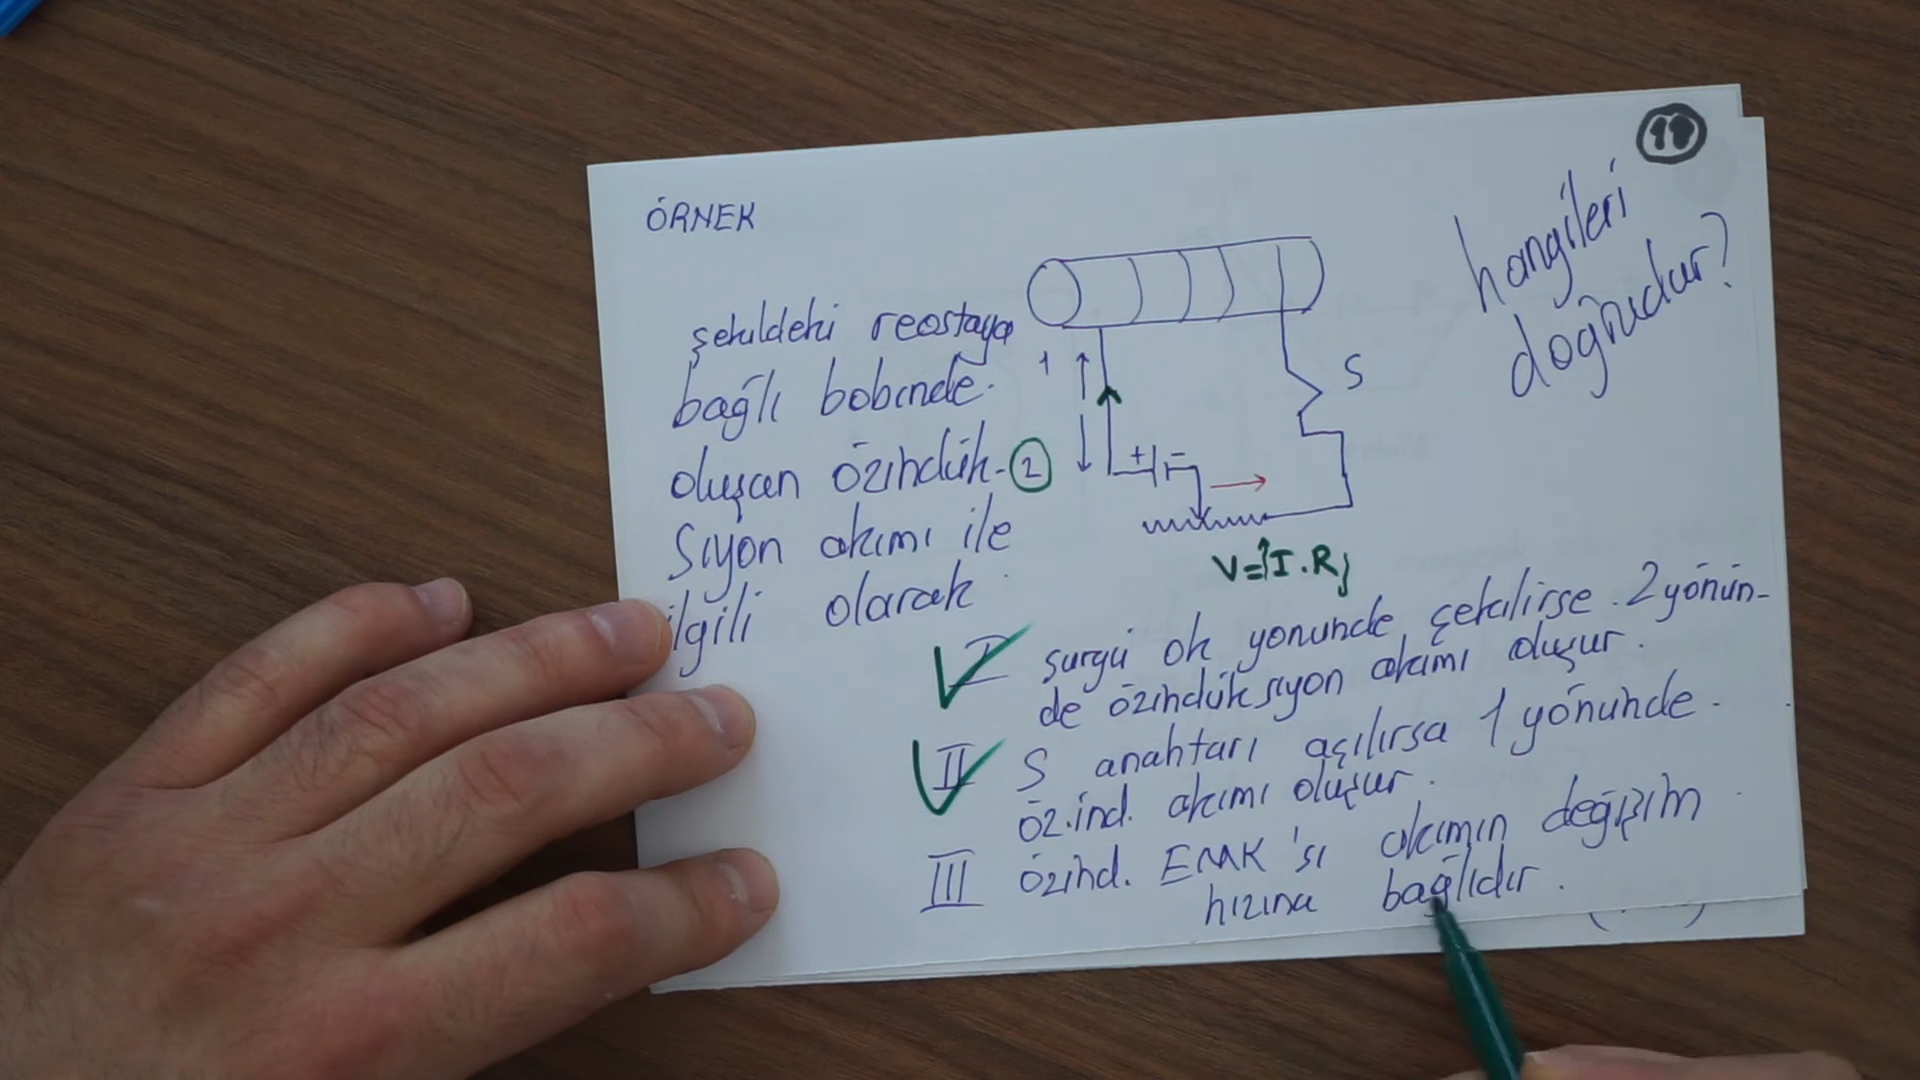 ÖRNEK
şekildeki reostaya
bağlı bobinde.
oluşan özindük-
siyon akımı ile
ilgili olarak
1
2
S
+ -
V=I.R
I sürgü ok yönünde çekilirse. 2 yönün-
de özindüksiyon akımı oluşur.
II S anahtarı açılırsa 1 yönünde.
öz.ind. akımı oluşur.
III özind. EMK'sı akımın değişim
hızına bağlıdır.
hangileri
doğrudur?